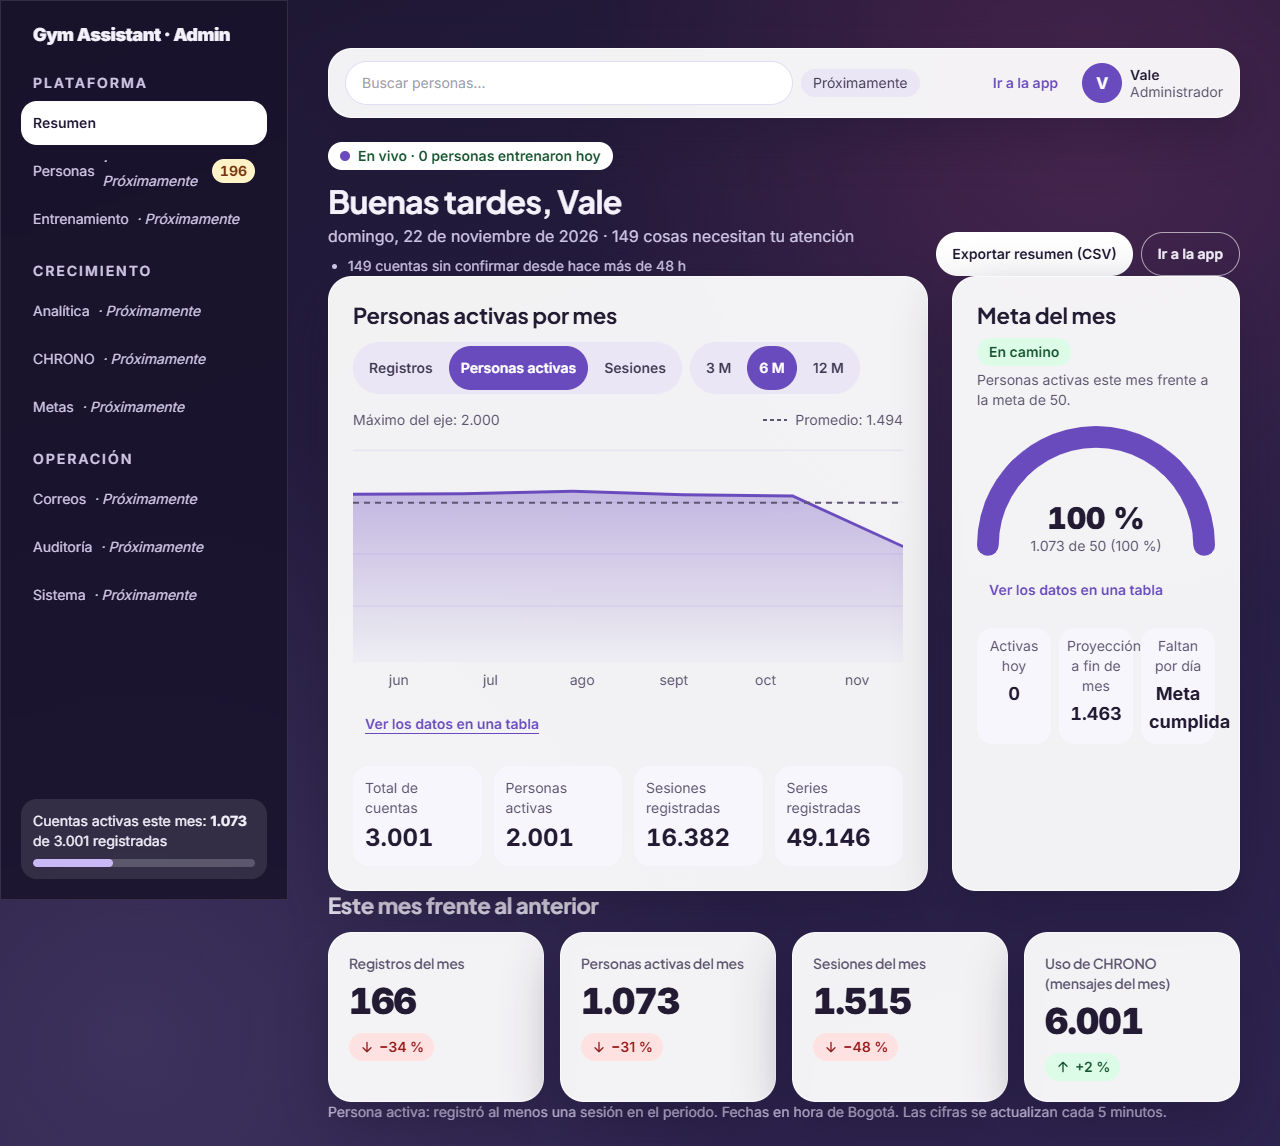 Gym Assistant · Admin
PLATAFORMA
Resumen
Personas · Próximamente 196
Entrenamiento · Próximamente
CRECIMIENTO
Analítica · Próximamente
CHRONO · Próximamente
Metas · Próximamente
OPERACIÓN
Correos · Próximamente
Auditoría · Próximamente
Sistema · Próximamente
Cuentas activas este mes: 1.073
de 3.001 registradas
Buscar personas...
Próximamente
Ir a la app
V
Vale
Administrador
En vivo · 0 personas entrenaron hoy
Buenas tardes, Vale
domingo, 22 de noviembre de 2026 · 149 cosas necesitan tu atención
• 149 cuentas sin confirmar desde hace más de 48 h
Exportar resumen (CSV)
Ir a la app
Personas activas por mes
Registros Personas activas Sesiones
3 M 6 M 12 M
Máximo del eje: 2.000
Promedio: 1.494
jun jul ago sept oct nov
Ver los datos en una tabla
Total de
cuentas
3.001
Personas
activas
2.001
Sesiones
registradas
16.382
Series
registradas
49.146
Meta del mes
En camino
Personas activas este mes frente a
la meta de 50.
100 %
1.073 de 50 (100 %)
Ver los datos en una tabla
Activas
hoy
0
Proyección
a fin de
mes
1.463
Faltan
por día
Meta
cumplida
Este mes frente al anterior
Registros del mes
166
↓ −34 %
Personas activas del mes
1.073
↓ −31 %
Sesiones del mes
1.515
↓ −48 %
Uso de CHRONO
(mensajes del mes)
6.001
↑ +2 %
Persona activa: registró al menos una sesión en el periodo. Fechas en hora de Bogotá. Las cifras se actualizan cada 5 minutos.